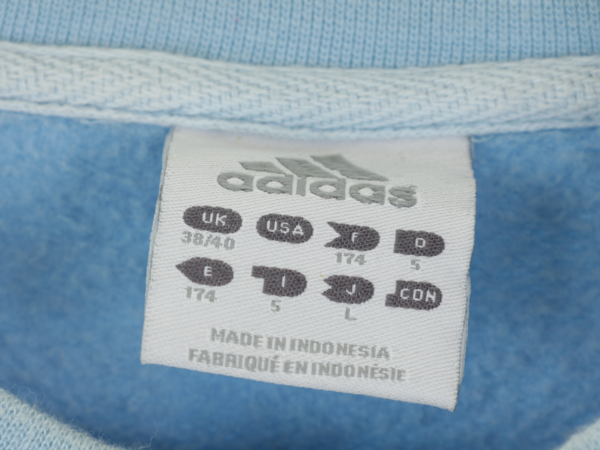 adidas
UK USA F D
38/40 174 5
E I J CDN
174 5 L
MADE IN INDONESIA
FABRIQUÉ EN INDONÉSIE